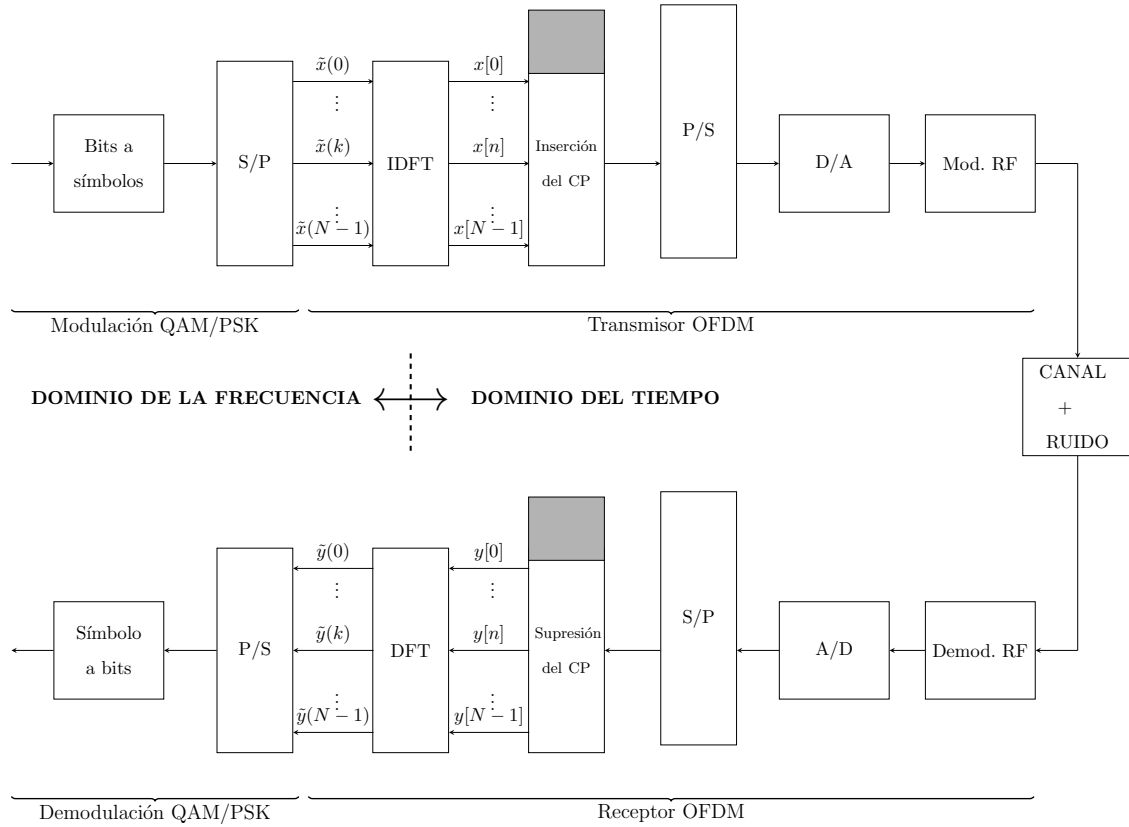 x̃(0)
x[0]
⋮
⋮
Bits a
símbolos
S/P
x̃(k)
IDFT
x[n]
Inserción
del CP
P/S
D/A
Mod. RF
⋮
⋮
x̃(N − 1)
x[N − 1]
Modulación QAM/PSK
Transmisor OFDM
DOMINIO DE LA FRECUENCIA
DOMINIO DEL TIEMPO
CANAL
+
RUIDO
ỹ(0)
y[0]
⋮
⋮
Símbolo
a bits
P/S
ỹ(k)
DFT
y[n]
Supresión
del CP
S/P
A/D
Demod. RF
⋮
⋮
ỹ(N − 1)
y[N − 1]
Demodulación QAM/PSK
Receptor OFDM